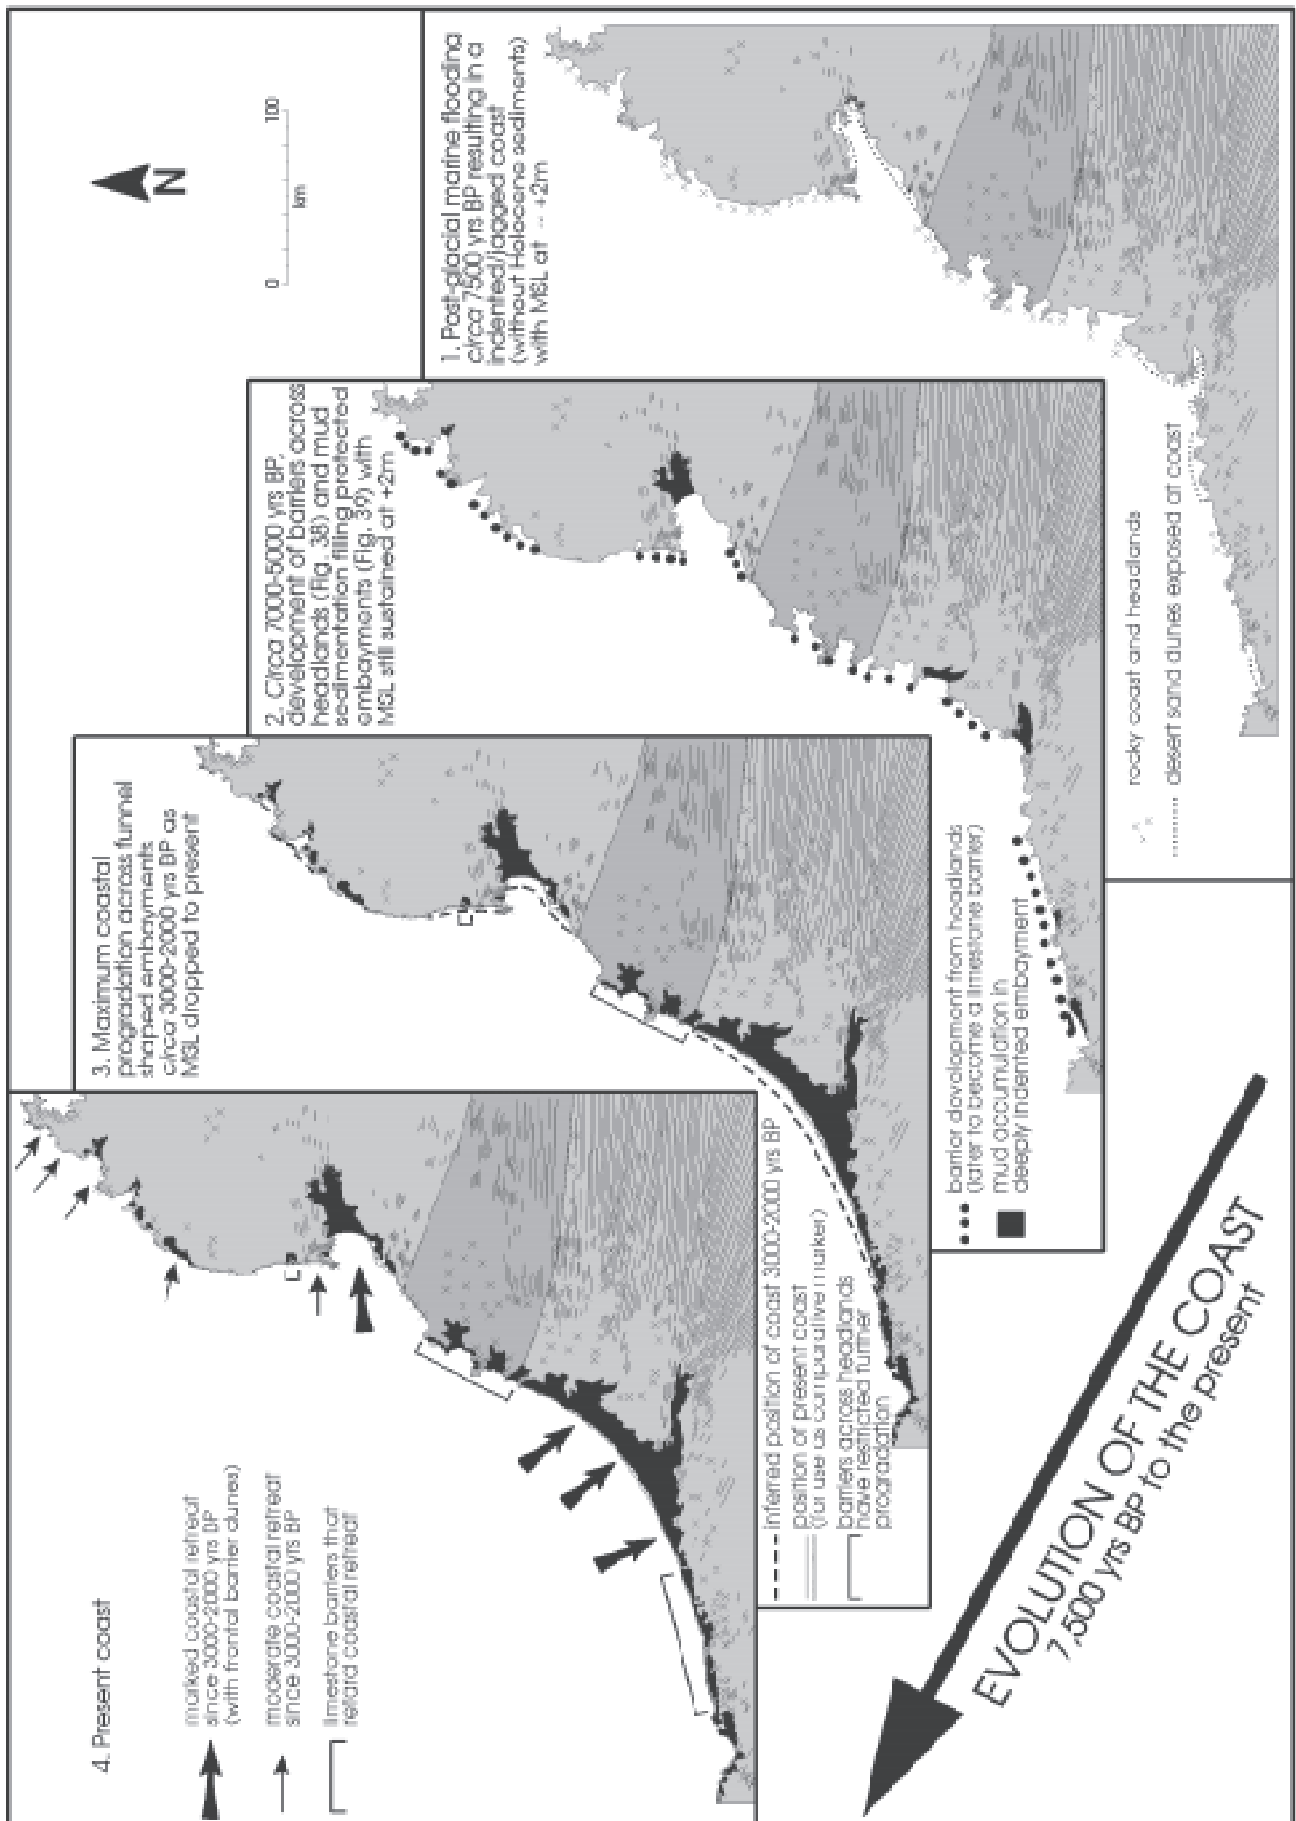 1. Post-glacial marine flooding
circa 7500 yrs BP resulting in a
indented/jagged coast
(without Holocene sediments)
with MSL at ~ +2m
N
0
100
km
rocky coast and headlands
desert sand dunes exposed at coast
2. Circa 7000-5000 yrs BP,
development of barriers across
headlands (Fig. 38) and mud
sedimentation filling protected
embayments (Fig. 39) with
MSL still sustained at +2m
barrier development from headlands
(later to become a limestone barrier)
mud accumulation in
deeply indented embayment
3. Maximum coastal
progradation across funnel
shaped embayments
circa 3000-2000 yrs BP as
MSL dropped to present
inferred position of coast 3000-2000 yrs BP
position of present coast
(for use as comparative marker)
barriers across headlands
have restricted further
progradation
4. Present coast
marked coastal retreat
since 3000-2000 yrs BP
(with frontal barrier dunes)
moderate coastal retreat
since 3000-2000 yrs BP
limestone barriers that
retard coastal retreat
EVOLUTION OF THE COAST
7,500 yrs BP to the present